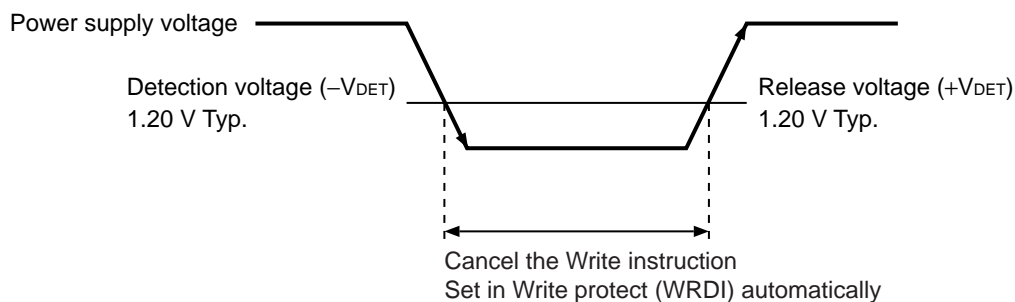 Power supply voltage
Detection voltage (−VDET)
1.20 V Typ.
Release voltage (+VDET)
1.20 V Typ.
Cancel the Write instruction
Set in Write protect (WRDI) automatically